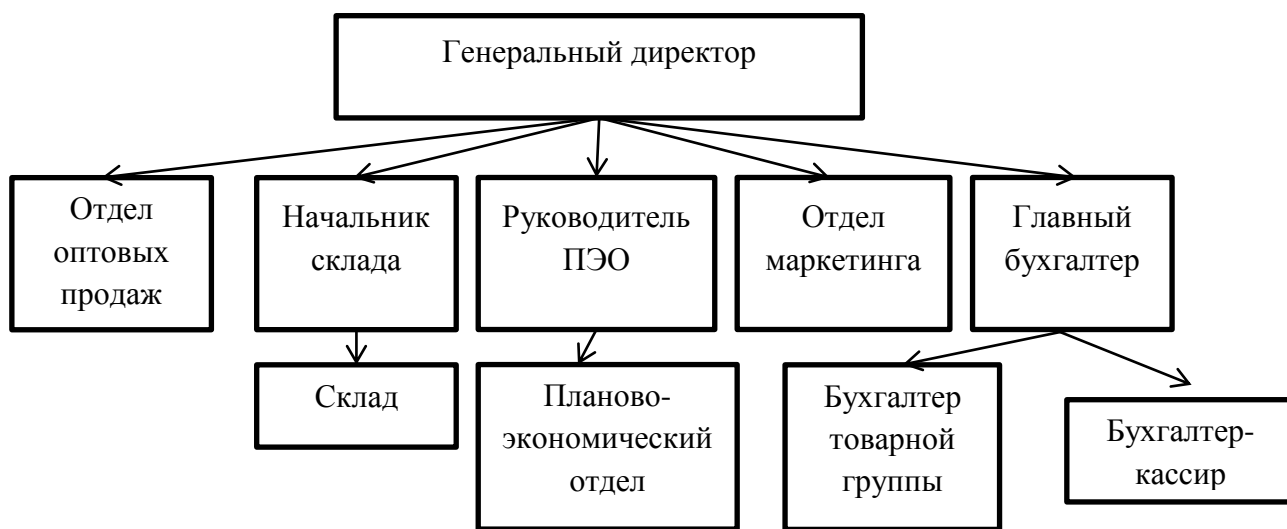 Генеральный директор
Отдел
оптовых
продаж
Начальник
склада
Руководитель
ПЭО
Отдел
маркетинга
Главный
бухгалтер
Склад
Планово-
экономический
отдел
Бухгалтер
товарной
группы
Бухгалтер-
кассир